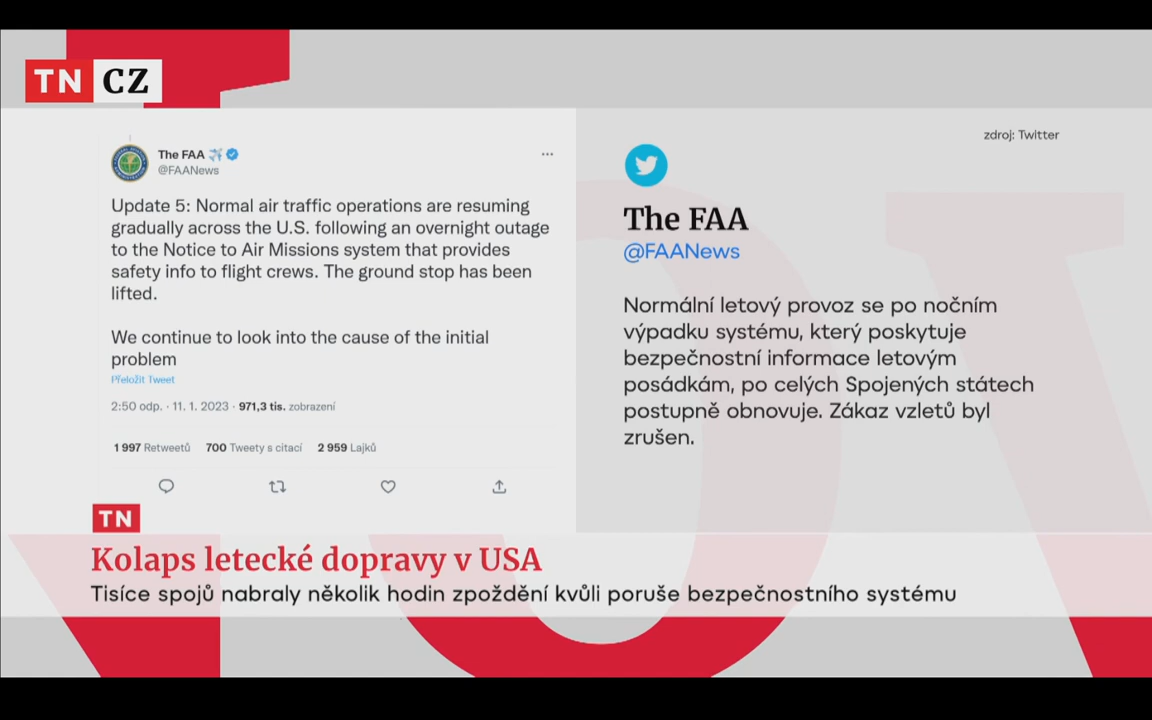 TN CZ
zdroj: Twitter
The FAA
@FAANews
Update 5: Normal air traffic operations are resuming
gradually across the U.S. following an overnight outage
to the Notice to Air Missions system that provides
safety info to flight crews. The ground stop has been
lifted.
We continue to look into the cause of the initial
problem
Přeložit Tweet
2:50 odp. · 11. 1. 2023 · 971,3 tis. zobrazení
1 997 Retweetů 700 Tweety s citací 2 959 Lajků
The FAA
@FAANews
Normální letový provoz se po nočním
výpadku systému, který poskytuje
bezpečnostní informace letovým
posádkám, po celých Spojených státech
postupně obnovuje. Zákaz vzletů byl
zrušen.
TN
Kolaps letecké dopravy v USA
Tisíce spojů nabraly několik hodin zpoždění kvůli poruše bezpečnostního systému